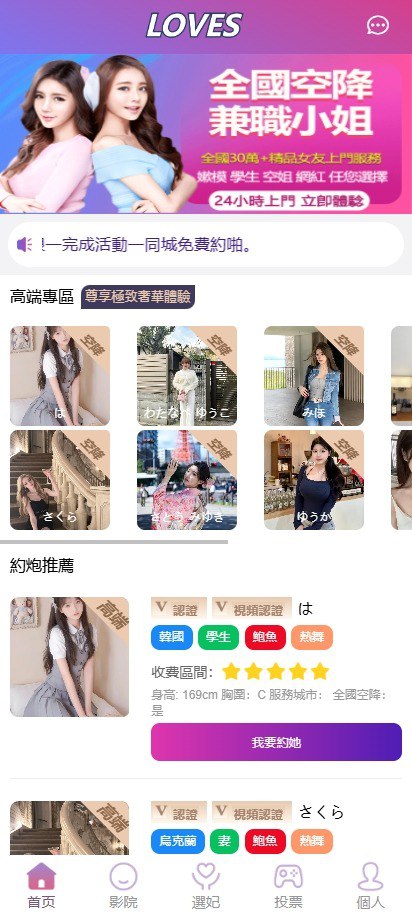 LOVES
全國空降
兼職小姐
全國30萬+精品女友上門服務
嫩模 學生 空姐 網紅 任您選擇
24小時上門 立即體驗
一完成活動一同城免費約啪。
高端專區 尊享極致奢華體驗
空降 空降 空降
は わたなべ ゆうこ みほ
空降 空降 空降
さくら さとう みゆき ゆうか
約炮推薦
高端
V 認證 V 視頻認證 は
韓國 學生 鮑魚 熱舞
收費區間：
身高: 169cm 胸圍：C 服務城市： 全國空降：
是
我要約她
高端
V 認證 V 視頻認證 さくら
烏克蘭 妻 鮑魚 熱舞
首页 影院 選妃 投票 個人